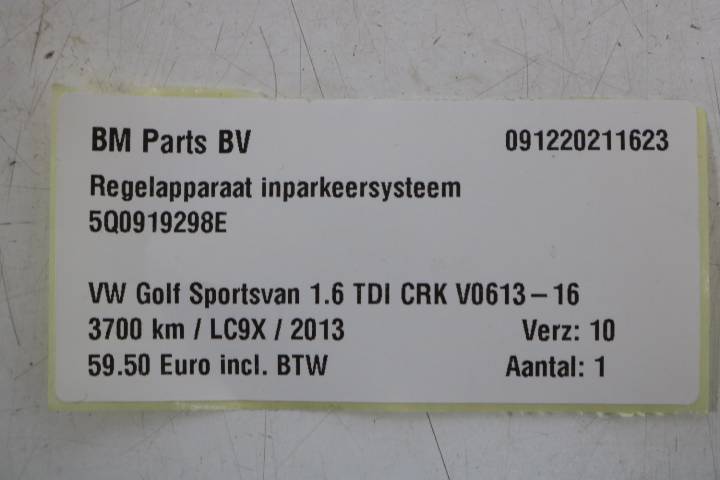 BM Parts BV 091220211623
Regelapparaat inparkeersysteem
5Q0919298E
VW Golf Sportsvan 1.6 TDI CRK V0613-16
3700 km / LC9X / 2013 Verz: 10
59.50 Euro incl. BTW Aantal: 1